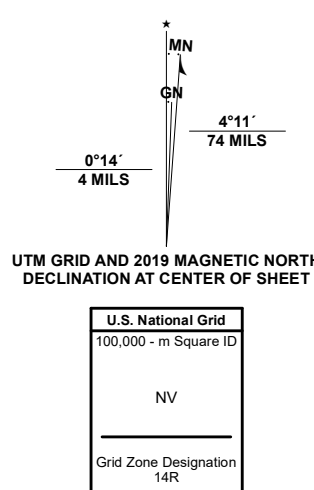 ★
MN
GN
4°11´
74 MILS
0°14´
4 MILS
UTM GRID AND 2019 MAGNETIC NORTH
DECLINATION AT CENTER OF SHEET
U.S. National Grid
100,000 - m Square ID
NV
Grid Zone Designation
14R